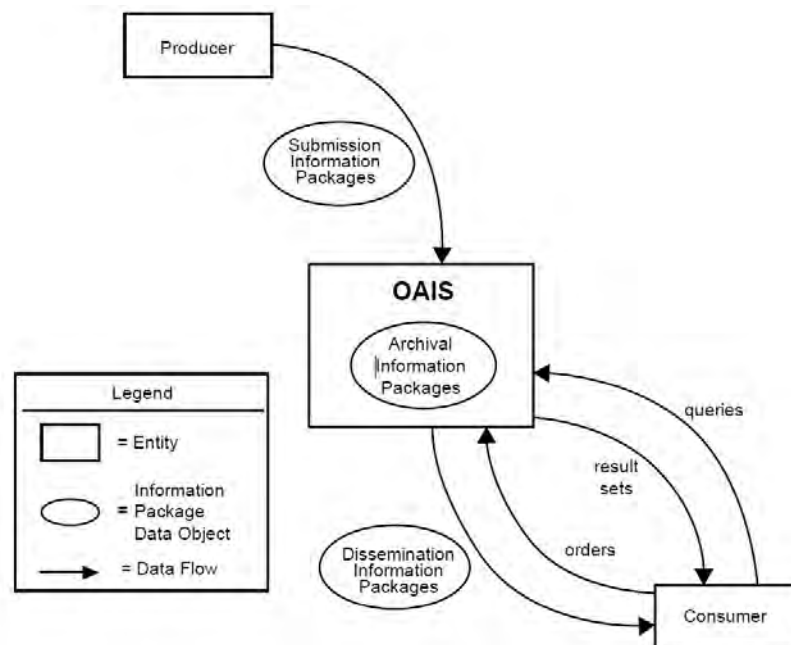 Producer
Submission
Information
Packages
OAIS
Archival
Information
Packages
Legend
= Entity
Information
= Package
Data Object
= Data Flow
queries
result
sets
orders
Dissemination
Information
Packages
Consumer